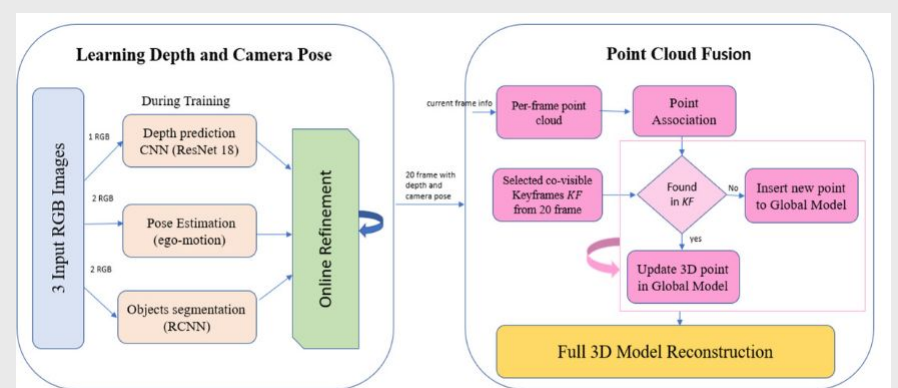 Learning Depth and Camera Pose
3 Input RGB Images
During Training
1 RGB
Depth prediction
CNN (ResNet 18)
2 RGB
Pose Estimation
(ego-motion)
2 RGB
Objects segmentation
(RCNN)
Online Refinement
20 frame with
depth and
camera pose
Point Cloud Fusion
current frame info
Per-frame point
cloud
Point
Association
Selected co-visible
Keyframes KF
from 20 frame
Found
in KF
No
Insert new point
to Global Model
yes
Update 3D point
in Global Model
Full 3D Model Reconstruction